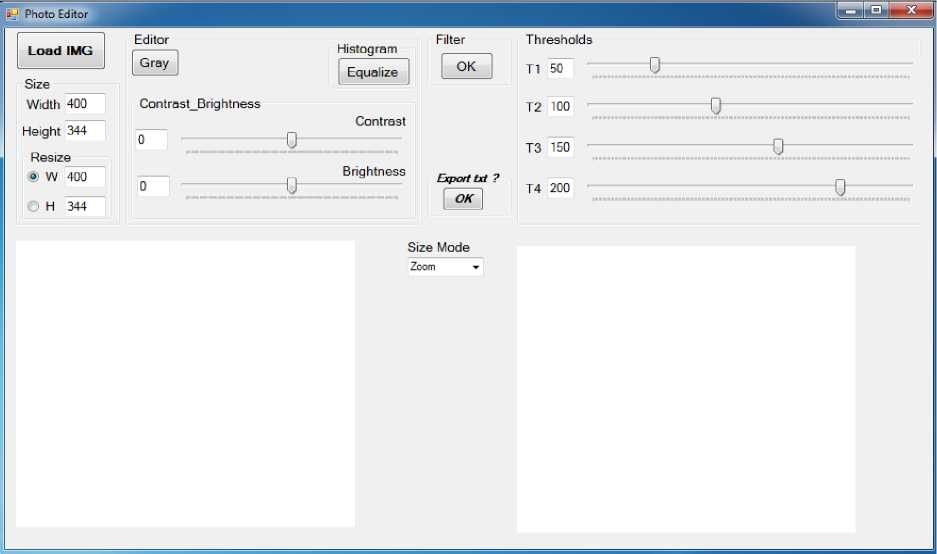 Photo Editor
Load IMG
Size
Width 400
Height 344
Resize
W 400
H 344
Editor
Gray
Histogram
Equalize
Contrast_Brightness
Contrast
0
Brightness
0
Filter
OK
Export txt ?
OK
Thresholds
T1 50
T2 100
T3 150
T4 200
Size Mode
Zoom